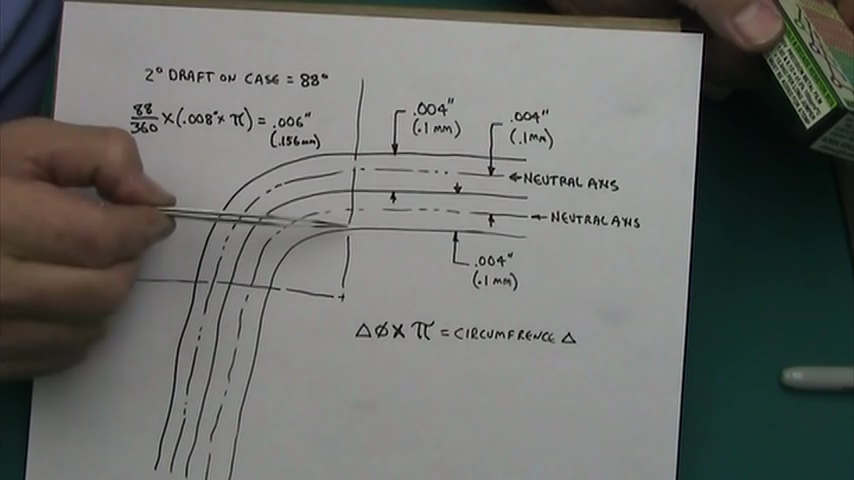 2° DRAFT ON CASE = 88°
88/360 × (.008" × π) = .006"
(.156mm)
.004"
(.1mm)
.004"
(.1mm)
NEUTRAL AXIS
NEUTRAL AXIS
.004"
(.1mm)
△∅ × π = CIRCUMFRENCE △